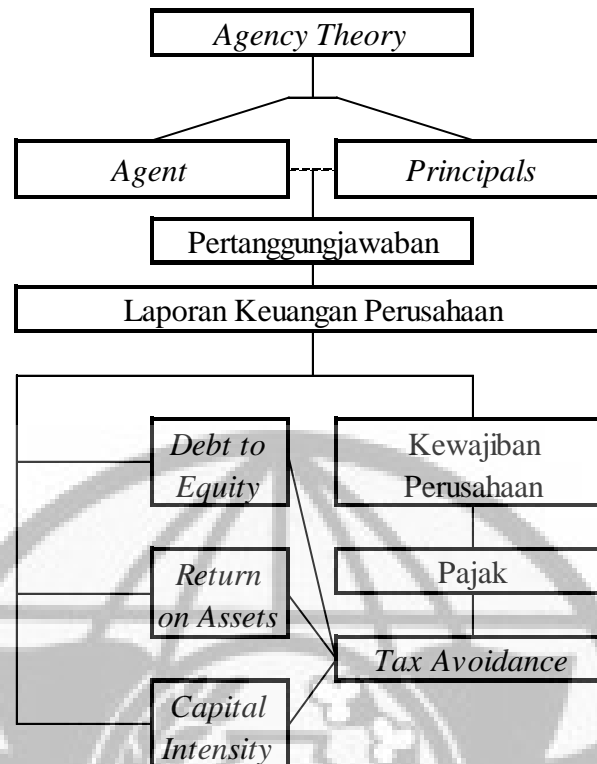 Agency Theory
Agent
Principals
Pertanggungjawaban
Laporan Keuangan Perusahaan
Debt to
Equity
Kewajiban
Perusahaan
Return
on Assets
Pajak
Tax Avoidance
Capital
Intensity